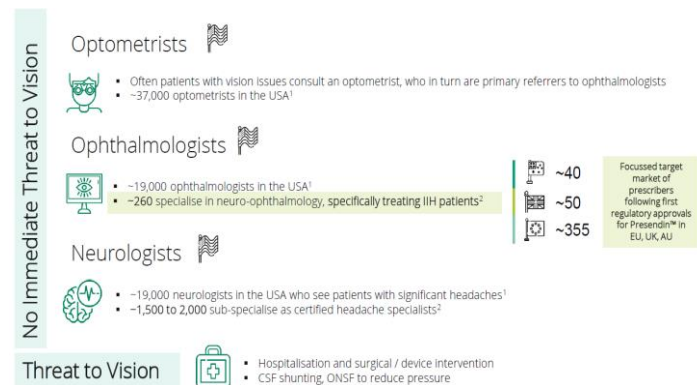 No Immediate Threat to Vision
Optometrists
▪ Often patients with vision issues consult an optometrist, who in turn are primary referrers to ophthalmologists
▪ ~37,000 optometrists in the USA¹
Ophthalmologists
▪ ~19,000 ophthalmologists in the USA¹
▪ ~260 specialise in neuro-ophthalmology, specifically treating IIH patients²
~40
~50
~355
Focussed target
market of
prescribers
following first
regulatory approvals
for Presendin™ in
EU, UK, AU
Neurologists
▪ ~19,000 neurologists in the USA who see patients with significant headaches¹
▪ ~1,500 to 2,000 sub-specialise as certified headache specialists²
Threat to Vision
▪ Hospitalisation and surgical / device intervention
▪ CSF shunting, ONSF to reduce pressure